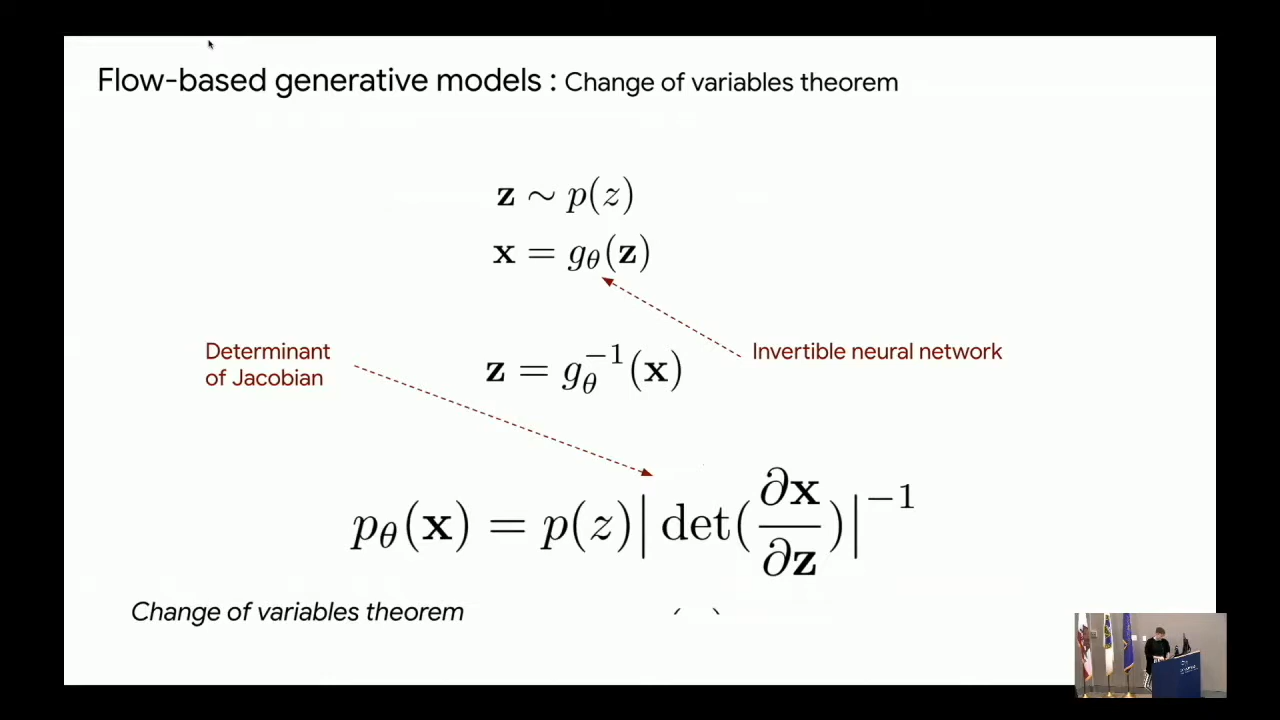 Flow-based generative models : Change of variables theorem
z ∼ p(z)
x = g_θ(z)
Determinant
of Jacobian
Invertible neural network
z = g_θ^{-1}(x)
p_θ(x) = p(z)| det(∂x/∂z)|^{-1}
Change of variables theorem